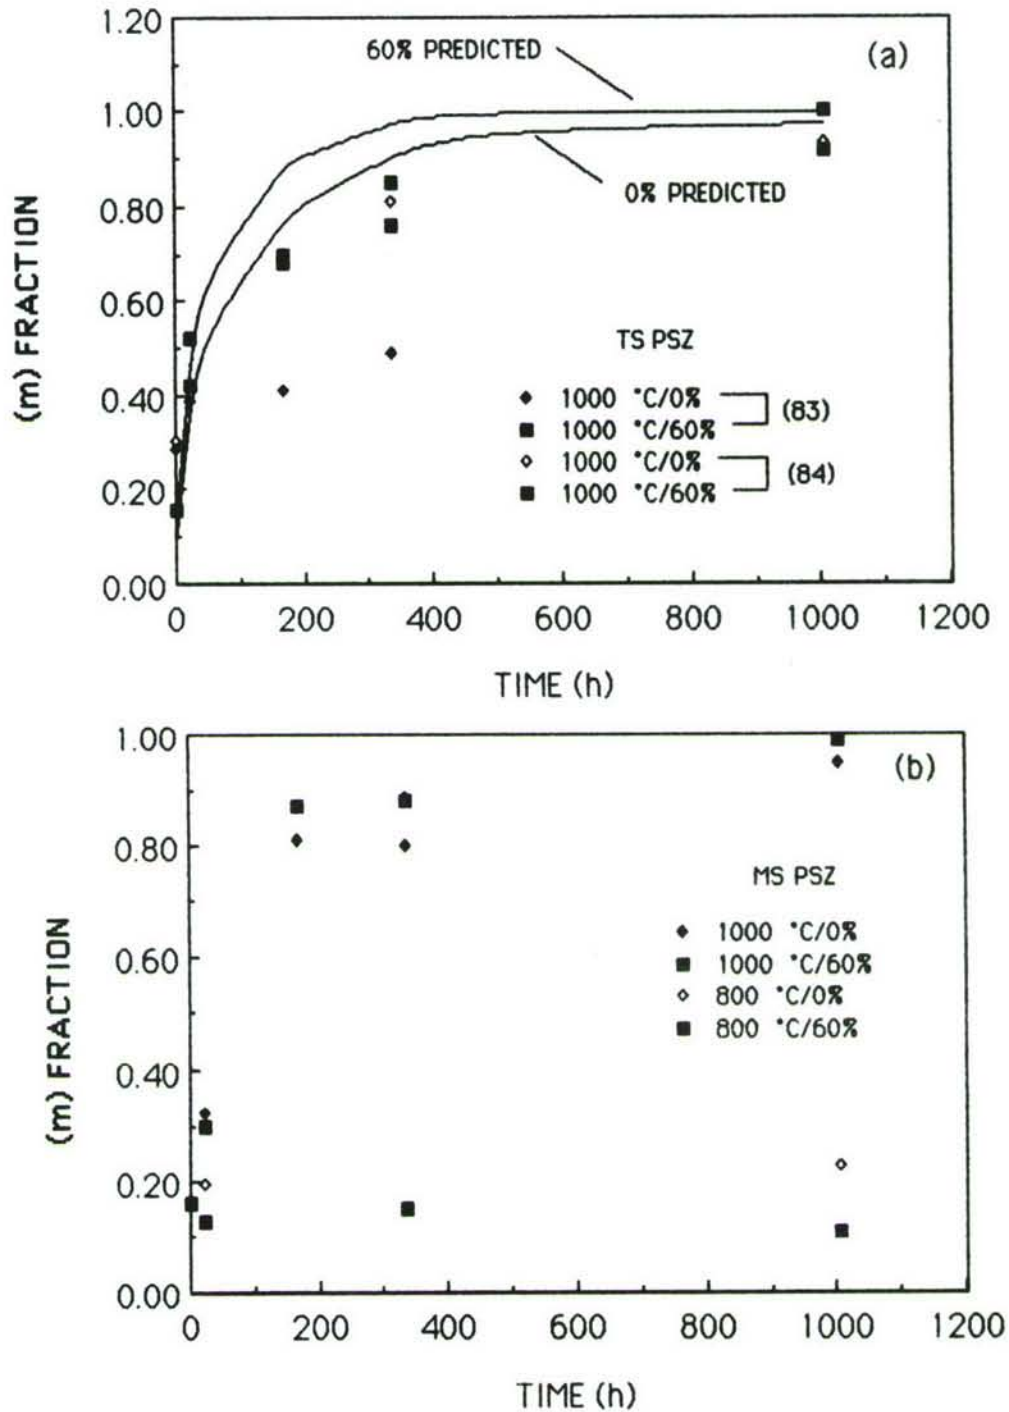 1.20
60% PREDICTED
(a)
1.00
0.80
0% PREDICTED
0.60
TS PSZ
0.40
1000 °C/0%
(83)
1000 °C/60%
1000 °C/0%
(84)
0.20
1000 °C/60%
0.00
(m) FRACTION
0 200 400 600 800 1000 1200
TIME (h)
1.00
(b)
0.80
MS PSZ
1000 °C/0%
0.60
1000 °C/60%
800 °C/0%
800 °C/60%
0.40
0.20
0.00
(m) FRACTION
0 200 400 600 800 1000 1200
TIME (h)